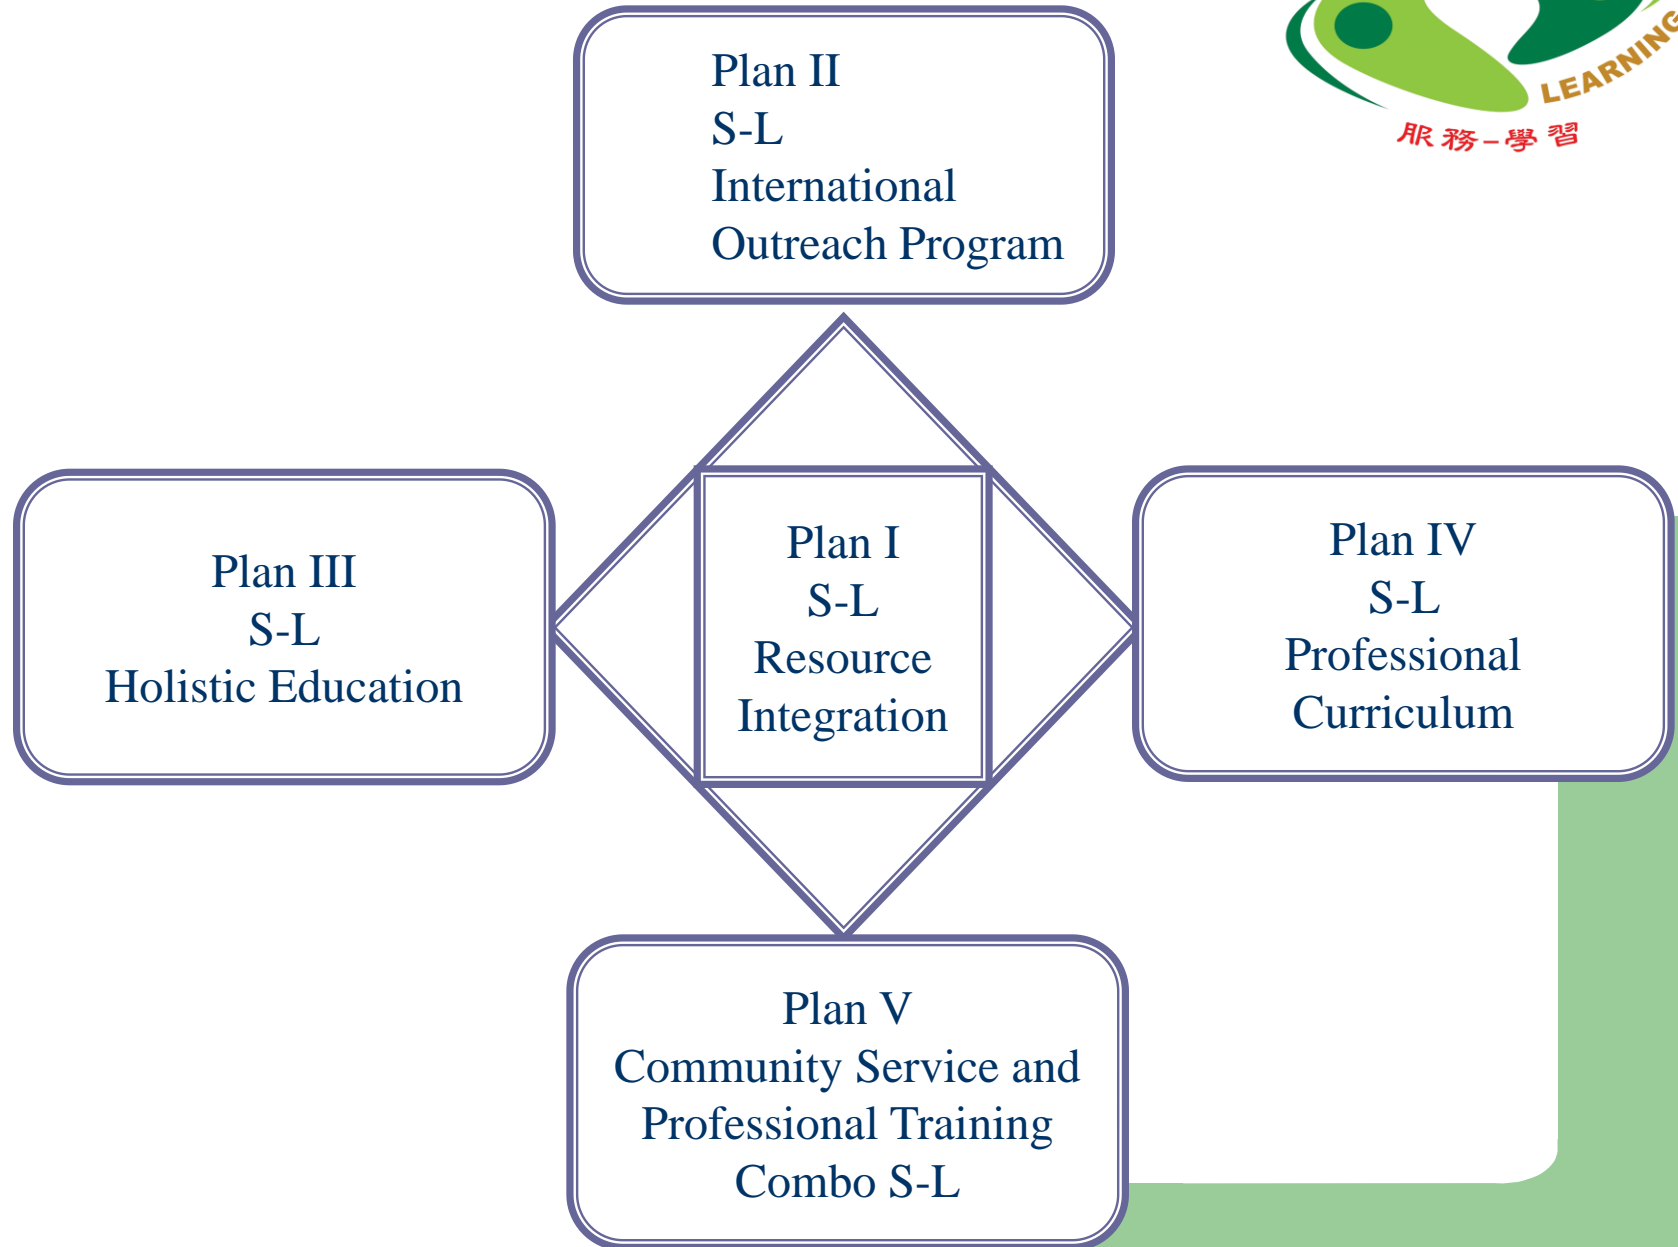 LEARNING
服務-學習
Plan II
S-L
International
Outreach Program
Plan III
S-L
Holistic Education
Plan I
S-L
Resource
Integration
Plan IV
S-L
Professional
Curriculum
Plan V
Community Service and
Professional Training
Combo S-L